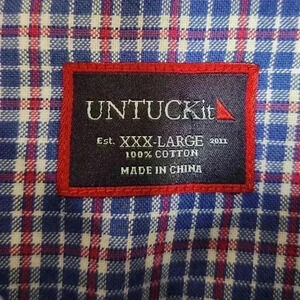 UNTUCKit
Est. XXX-LARGE 2011
100% COTTON
MADE IN CHINA